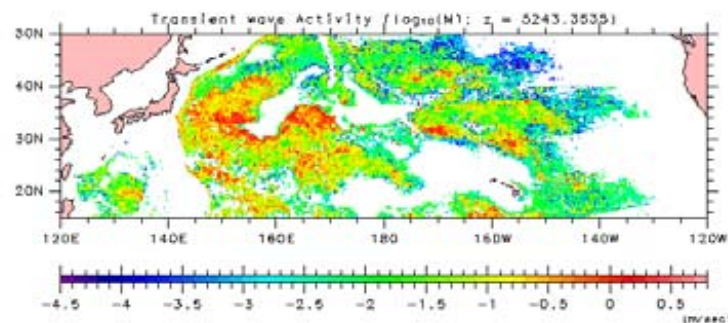 Transient wave Activity (log₁₀(M): z = 5243.3535)
50N
40N
30N
20N
120E 140E 160E 180E 160W 140W 120W
-4.5 -4 -3.5 -3 -2.5 -2 -1.5 -1 -0.5 0 0.5
(m/sec)